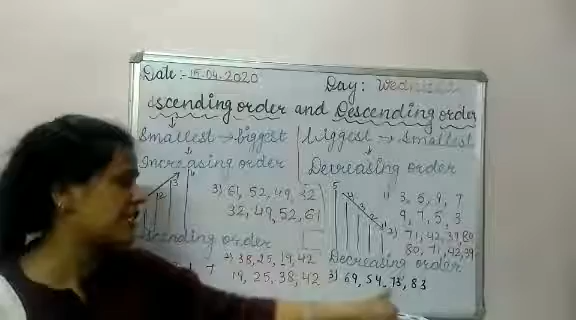 Date:- 15.04.2020
Day: Wednesday
Ascending order and Descending order
Smallest → biggest
Increasing order
3) 61, 52, 49, 32
32, 49, 52, 61
scending order
2) 38, 25, 19, 42
19, 25, 38, 42
biggest → smallest
Decreasing order
1) 3, 5, 9, 7
9, 7, 5, 3
2) 71, 42, 39, 80
80, 71, 42, 39
Decreasing order
3) 69, 54, 73, 83